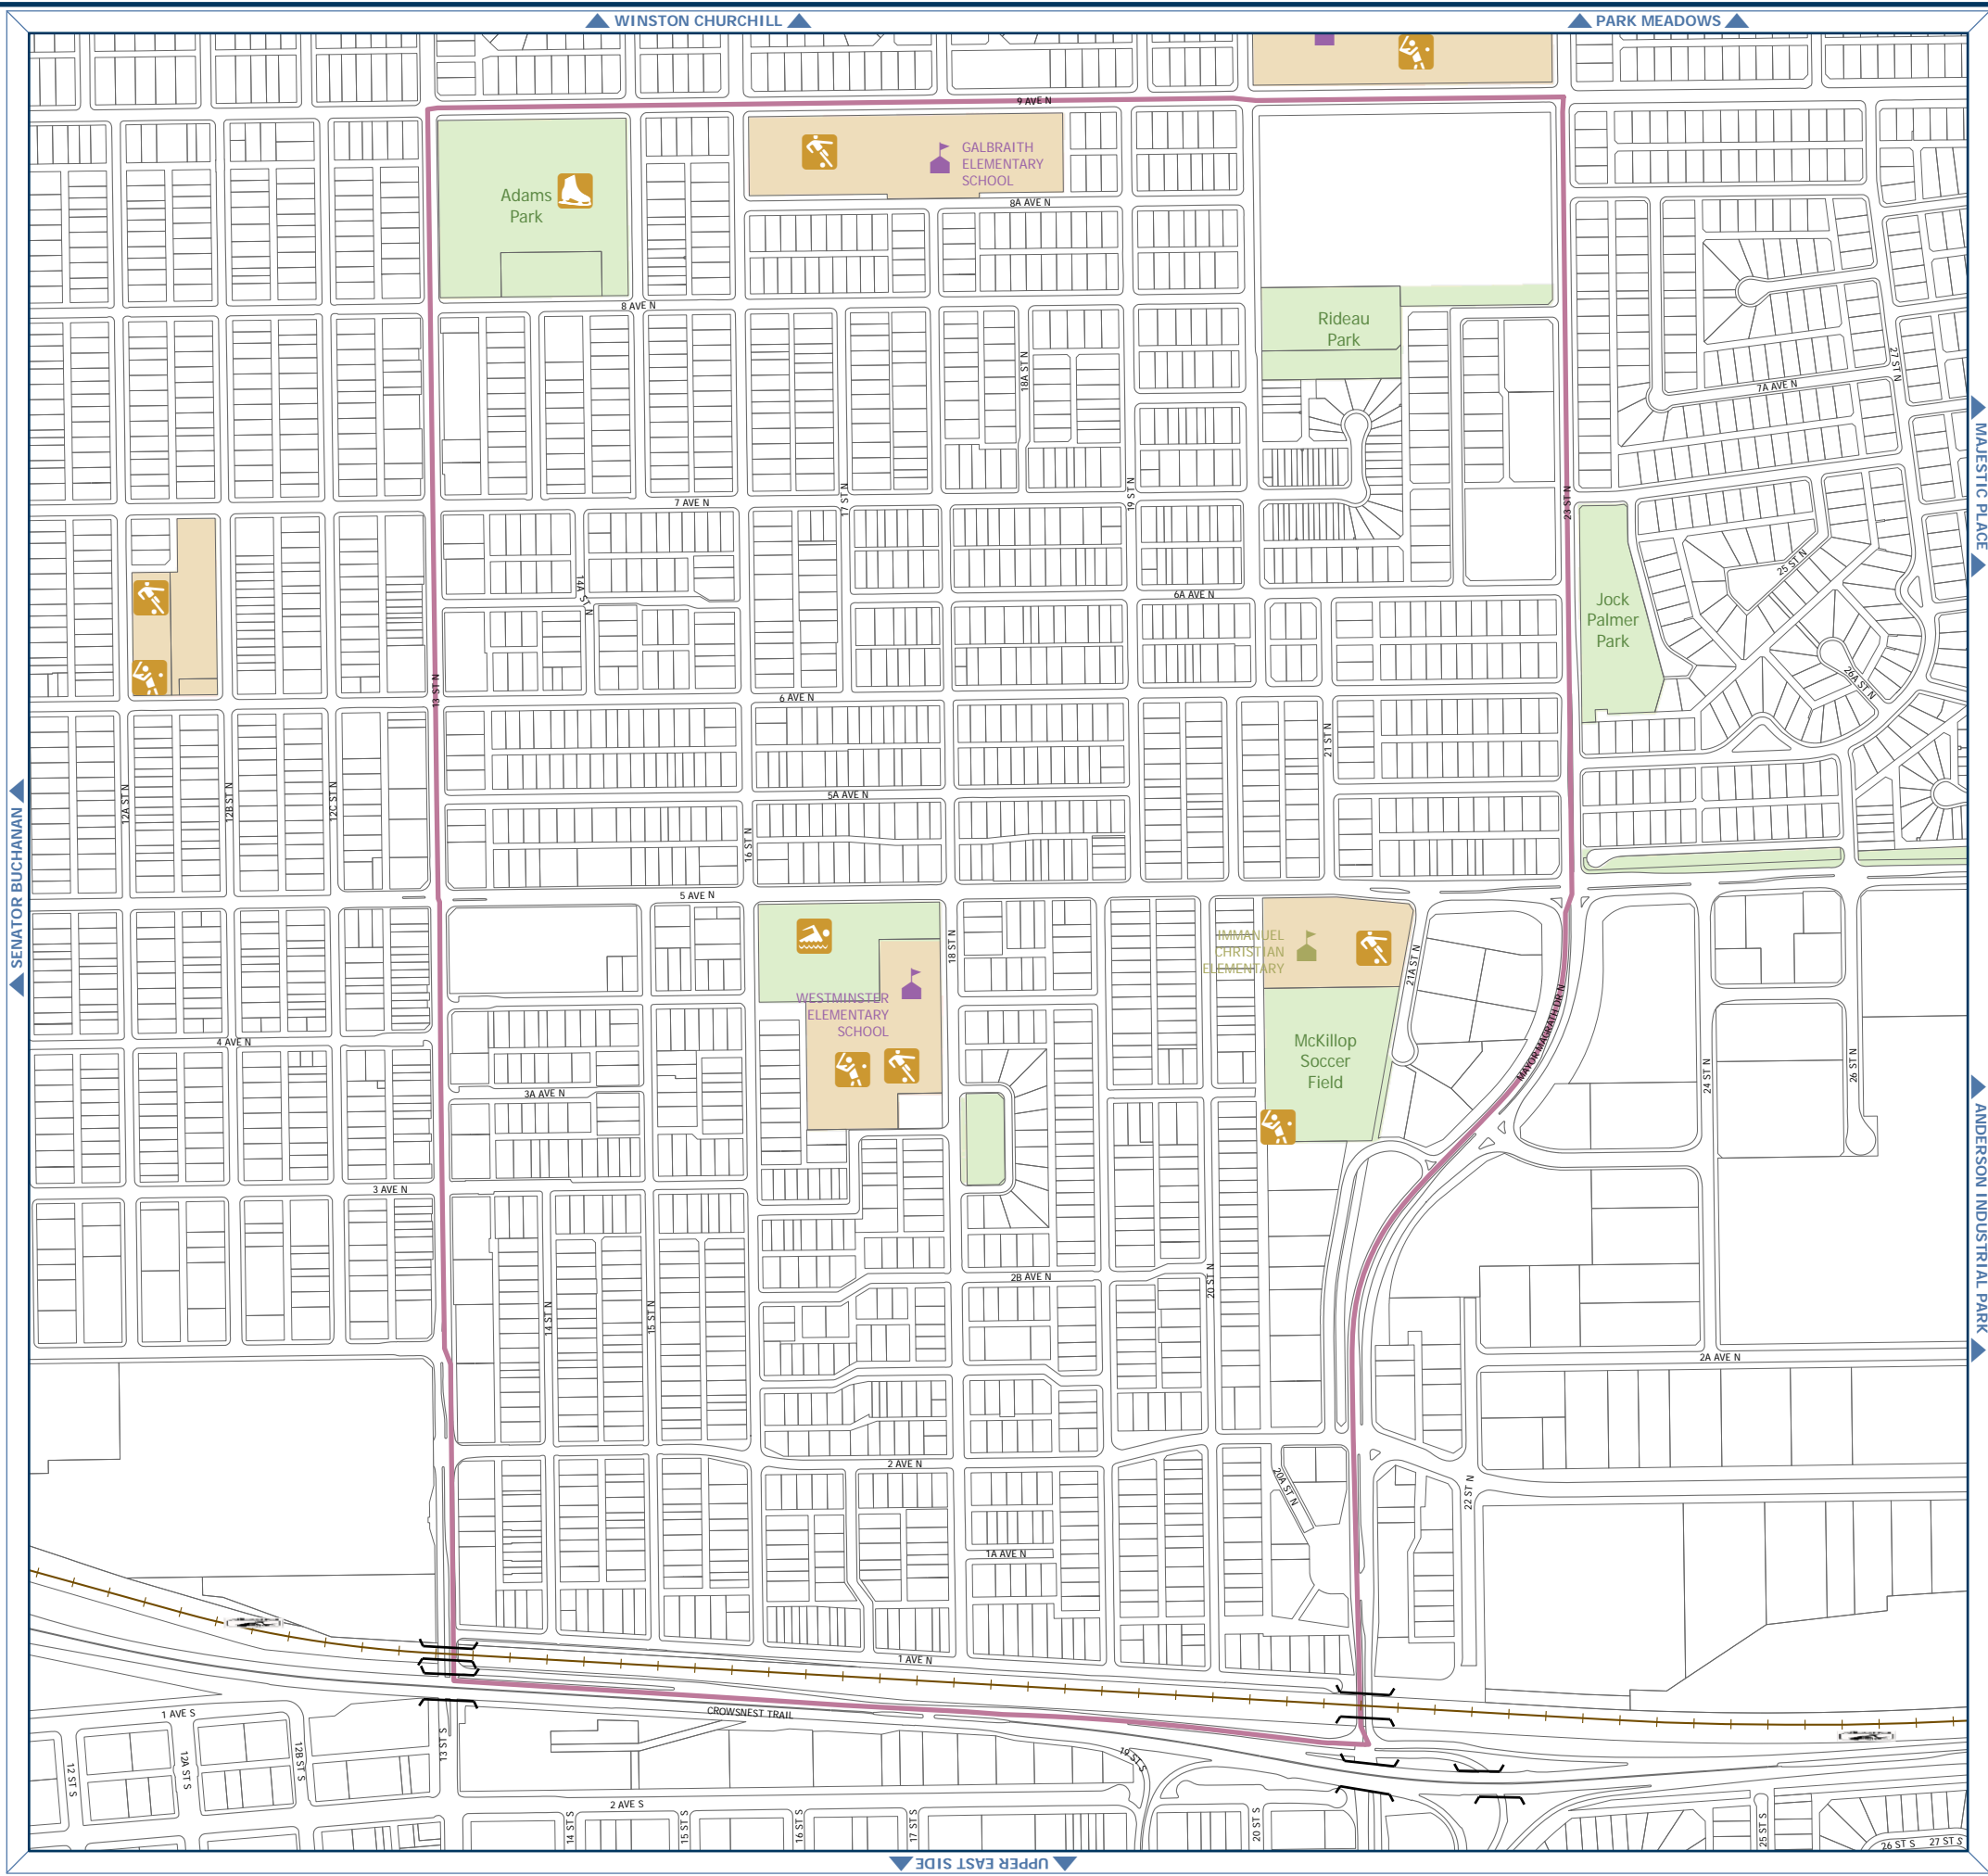 WINSTON CHURCHILL
PARK MEADOWS
9 AVE N
GALBRAITH
ELEMENTARY
SCHOOL
Adams
Park
8A AVE N
8 AVE N
Rideau
Park
18A ST N
27 ST N
7A AVE N
MAJESTIC PLACE
7 AVE N
17 ST N
19 ST N
23 ST N
25 ST N
14A ST N
6A AVE N
Jock
Palmer
Park
13 ST N
6 AVE N
26A ST N
21 ST N
SENATOR BUCHANAN
12A ST N
12B ST N
12C ST N
5A AVE N
16 ST N
5 AVE N
18 ST N
IMMANUEL
CHRISTIAN
ELEMENTARY
21A ST N
WESTMINSTER
ELEMENTARY
SCHOOL
MAYOR MAGRATH DR N
4 AVE N
McKillop
Soccer
Field
24 ST N
26 ST N
3A AVE N
ANDERSON INDUSTRIAL PARK
3 AVE N
2B AVE N
20 ST N
14 ST N
15 ST N
2A AVE N
2 AVE N
20A ST N
22 ST N
1A AVE N
1 AVE N
1 AVE S
CROWSNEST TRAIL
13 ST S
12 ST S
12A ST S
12B ST S
19 ST S
2 AVE S
14 ST S
15 ST S
16 ST S
17 ST S
20 ST S
25 ST S
26 ST S
27 ST S
UPPER EAST SIDE